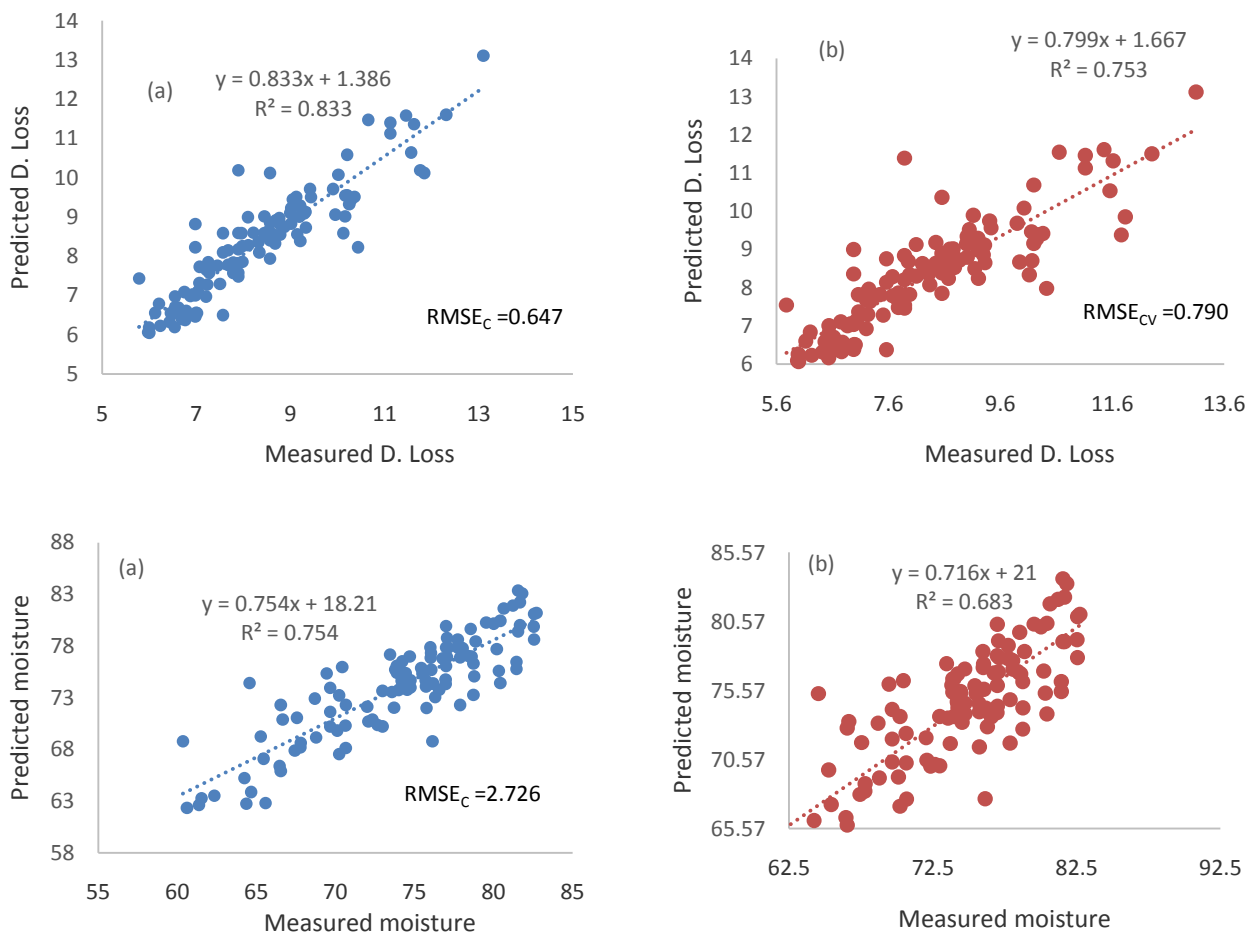 14
13
12
11
10
9
8
7
6
5
Predicted D. Loss
(a)
y = 0.833x + 1.386
R² = 0.833
RMSE_C =0.647
5 7 9 11 13 15
Measured D. Loss
14
13
12
11
10
9
8
7
6
Predicted D. Loss
(b)
y = 0.799x + 1.667
R² = 0.753
RMSE_CV =0.790
5.6 7.6 9.6 11.6 13.6
Measured D. Loss
88
83
78
73
68
63
58
Predicted moisture
(a)
y = 0.754x + 18.21
R² = 0.754
RMSE_C =2.726
55 60 65 70 75 80 85
Measured moisture
85.57
80.57
75.57
70.57
65.57
Predicted moisture
(b)
y = 0.716x + 21
R² = 0.683
62.5 72.5 82.5 92.5
Measured moisture